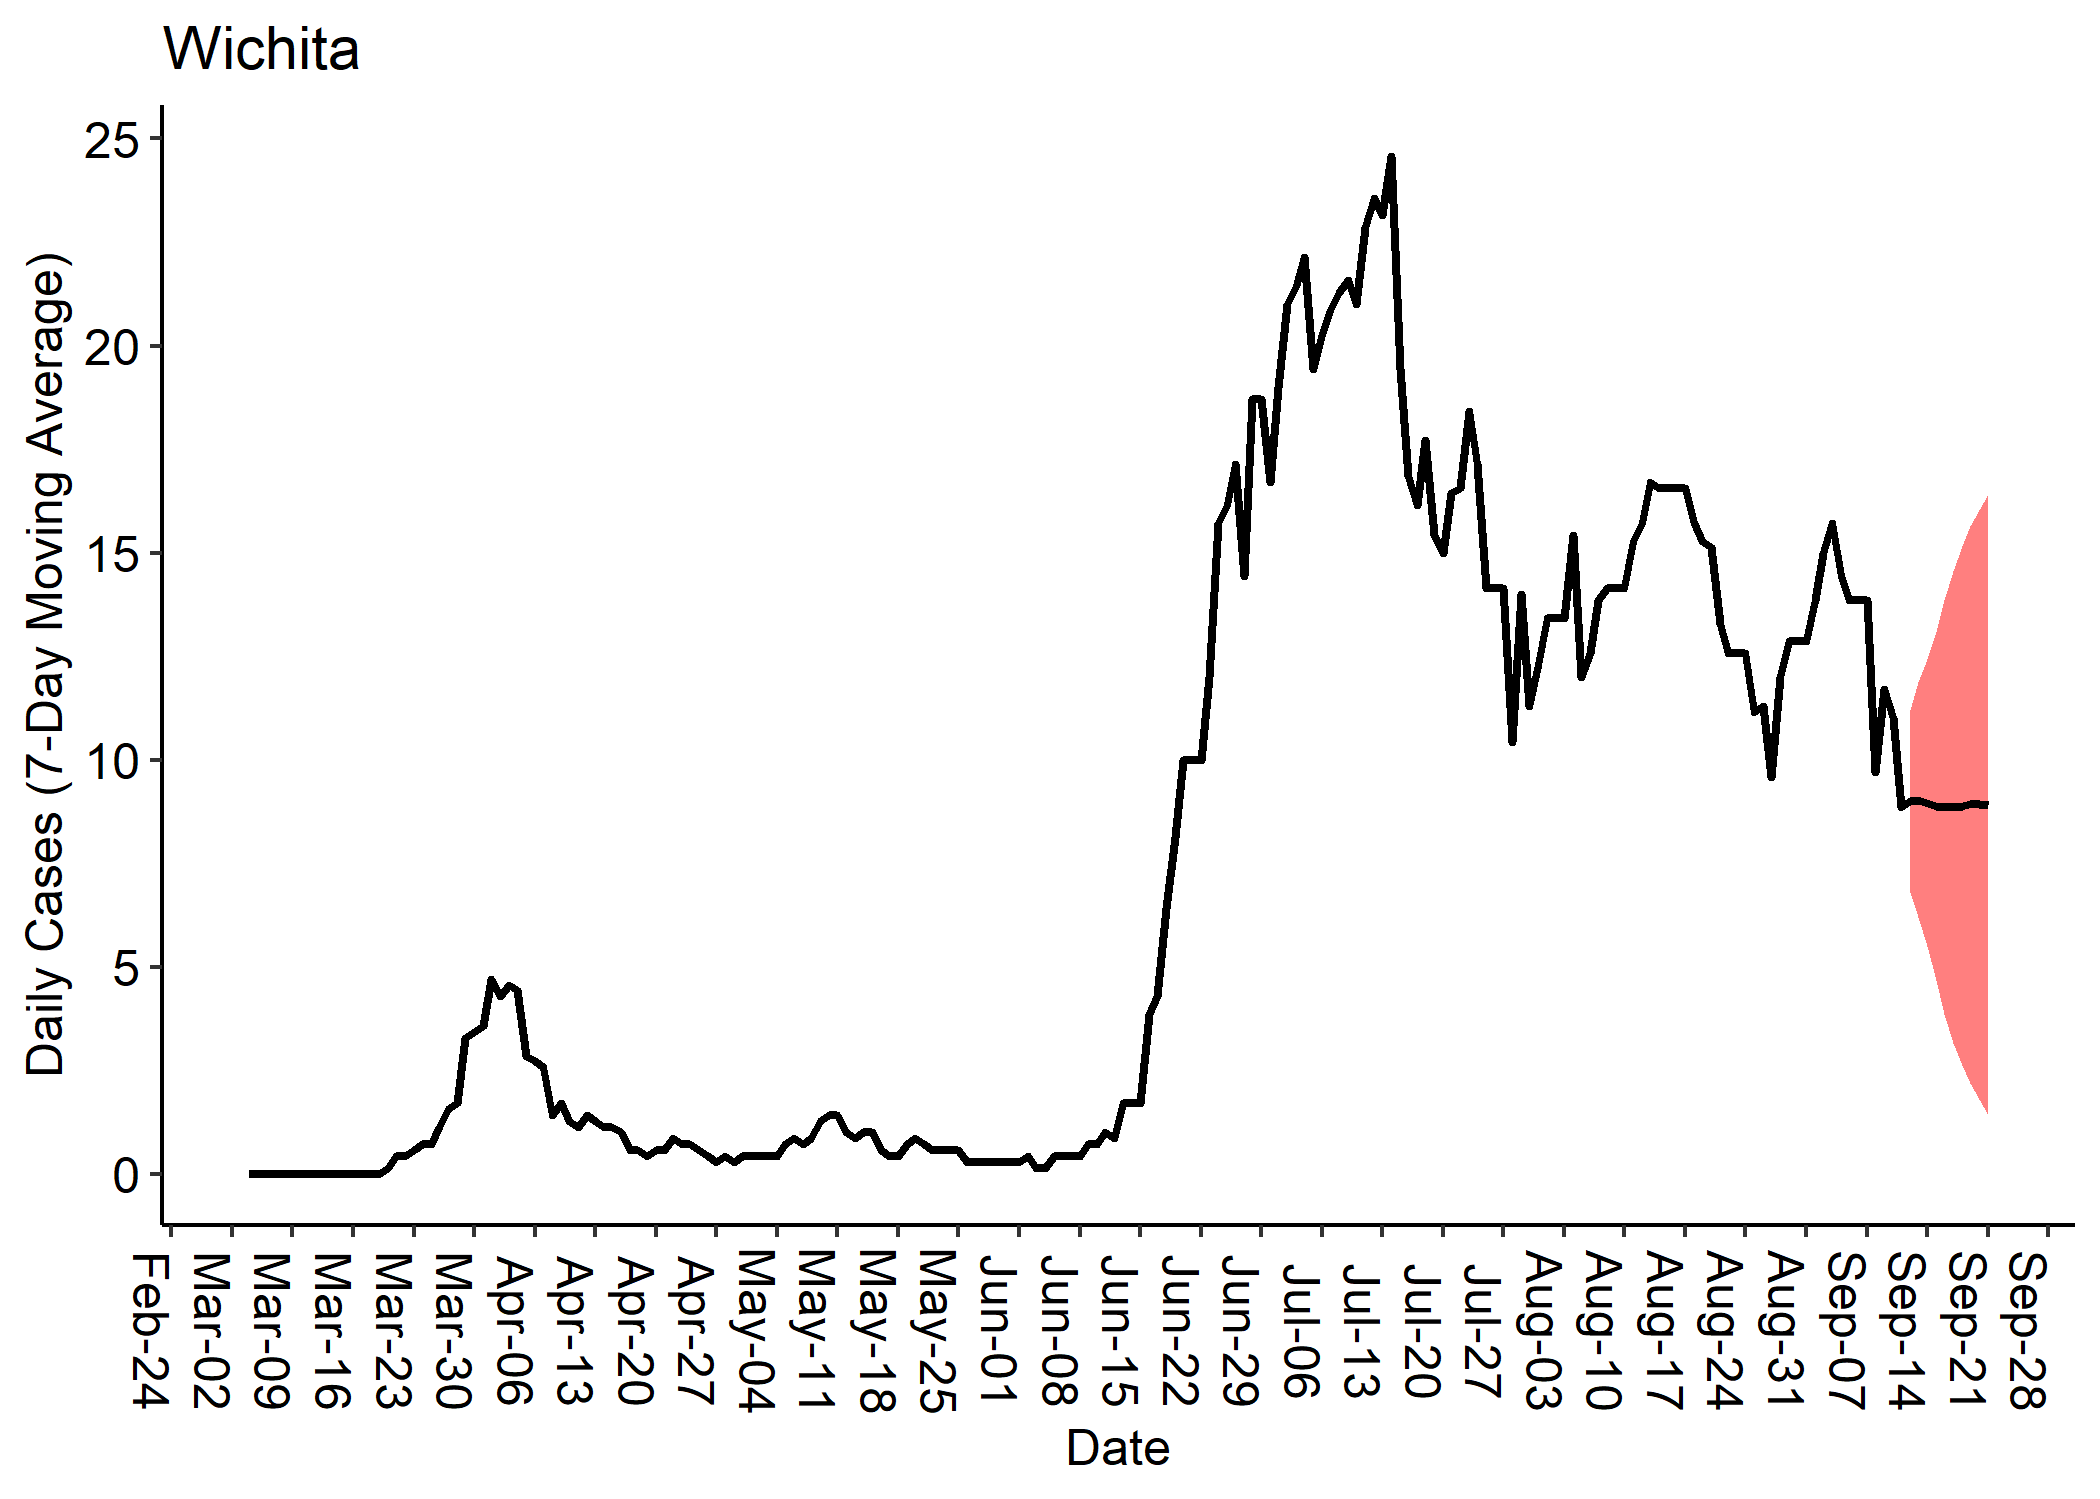 Wichita
Daily Cases (7-Day Moving Average)
25
20
15
10
5
0
Feb-24
Mar-02
Mar-09
Mar-16
Mar-23
Mar-30
Apr-06
Apr-13
Apr-20
Apr-27
May-04
May-11
May-18
May-25
Jun-01
Jun-08
Jun-15
Jun-22
Jun-29
Jul-06
Jul-13
Jul-20
Jul-27
Aug-03
Aug-10
Aug-17
Aug-24
Aug-31
Sep-07
Sep-14
Sep-21
Sep-28
Date